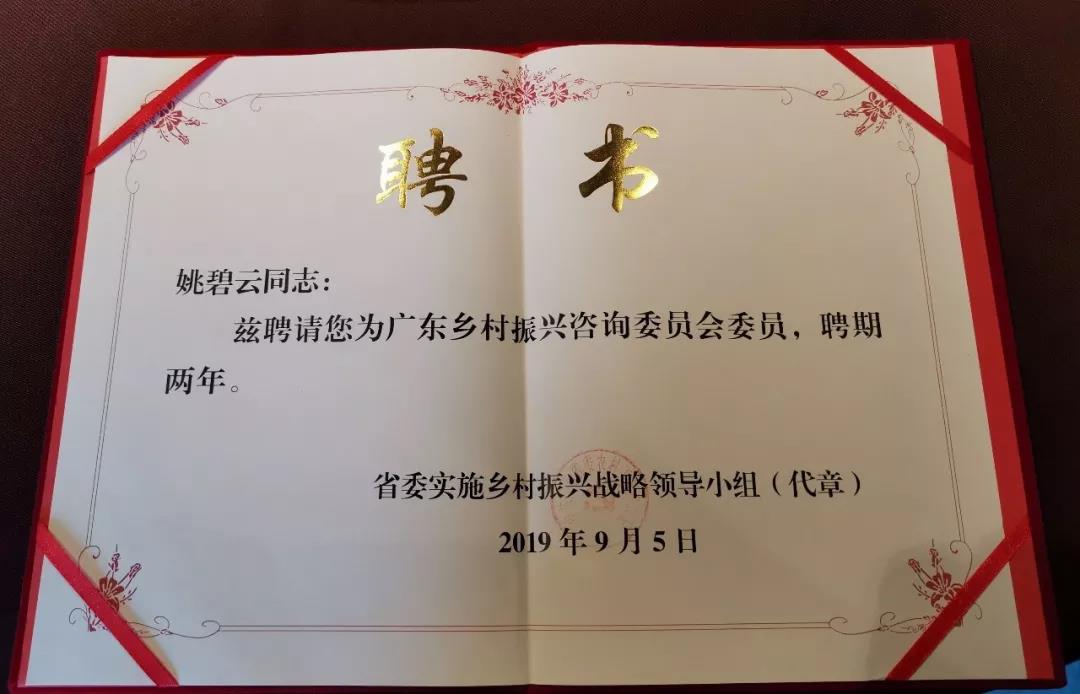 聘书
姚碧云同志：
兹聘请您为广东乡村振兴咨询委员会委员，聘期
两年。
省委实施乡村振兴战略领导小组（代章）
2019年9月5日